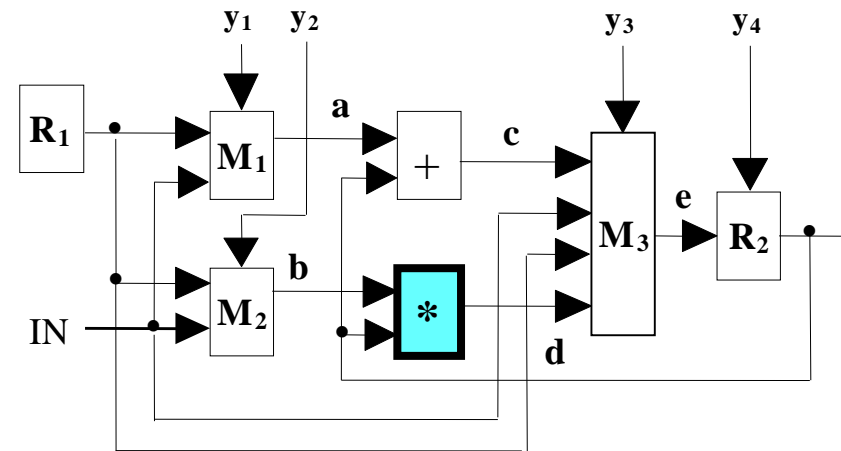 y₁ y₂ y₃ y₄
R₁ M₁ a + c M₃ e R₂
IN M₂ b * d